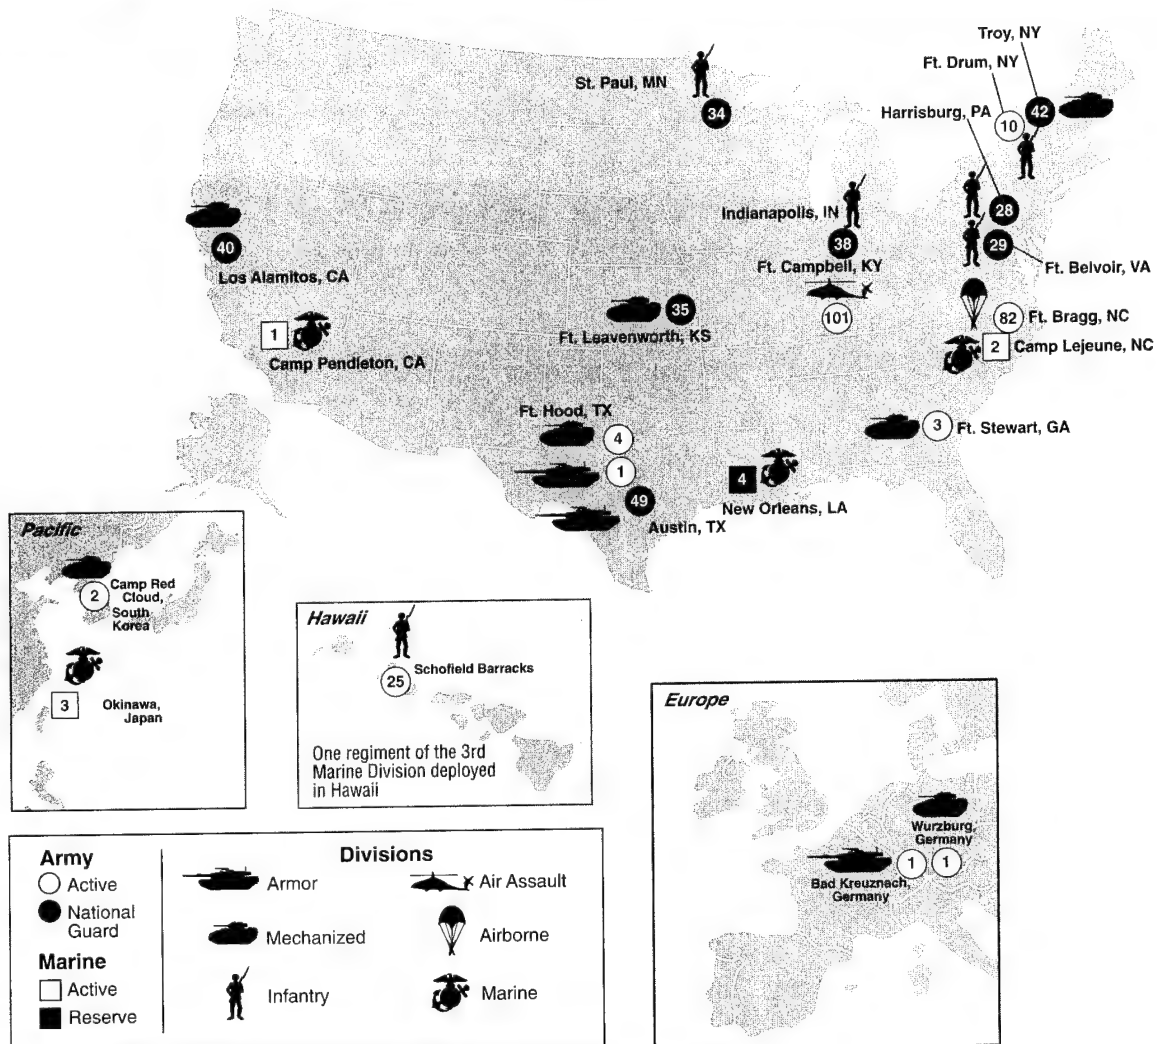 Troy, NY
Ft. Drum, NY
St. Paul, MN
Harrisburg, PA
34
10
42
Indianapolis, IN
28
38
29
40
Ft. Campbell, KY
Ft. Belvoir, VA
Los Alamitos, CA
101
35
82
Ft. Bragg, NC
1
Ft. Leavenworth, KS
2
Camp Lejeune, NC
Camp Pendleton, CA
Ft. Hood, TX
4
3
Ft. Stewart, GA
1
4
49
New Orleans, LA
Austin, TX
Pacific
2
Camp Red
Cloud,
South
Korea
3
Okinawa,
Japan
Hawaii
Schofield Barracks
25
One regiment of the 3rd
Marine Division deployed
in Hawaii
Europe
Wurzburg,
Germany
1
1
Bad Kreuznach,
Germany
Army
Active
National
Guard
Marine
Active
Reserve
Divisions
Armor
Air Assault
Mechanized
Airborne
Infantry
Marine